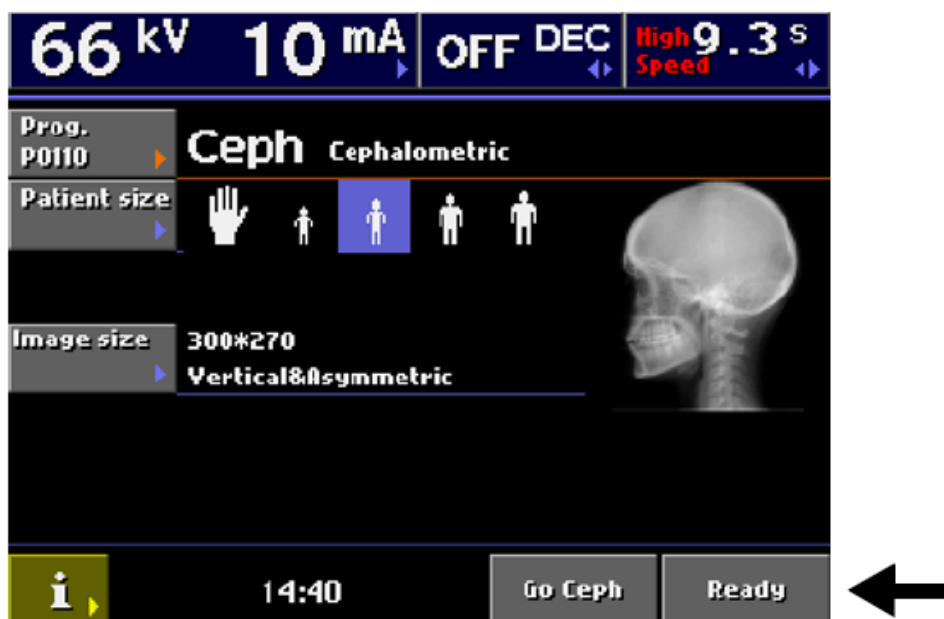 66 kV 10 mA OFF DEC High Speed 9.3 s
Prog.
P0110
Ceph Cephalometric
Patient size
Image size
300*270
Vertical&Asymmetric
i 14:40 Go Ceph Ready